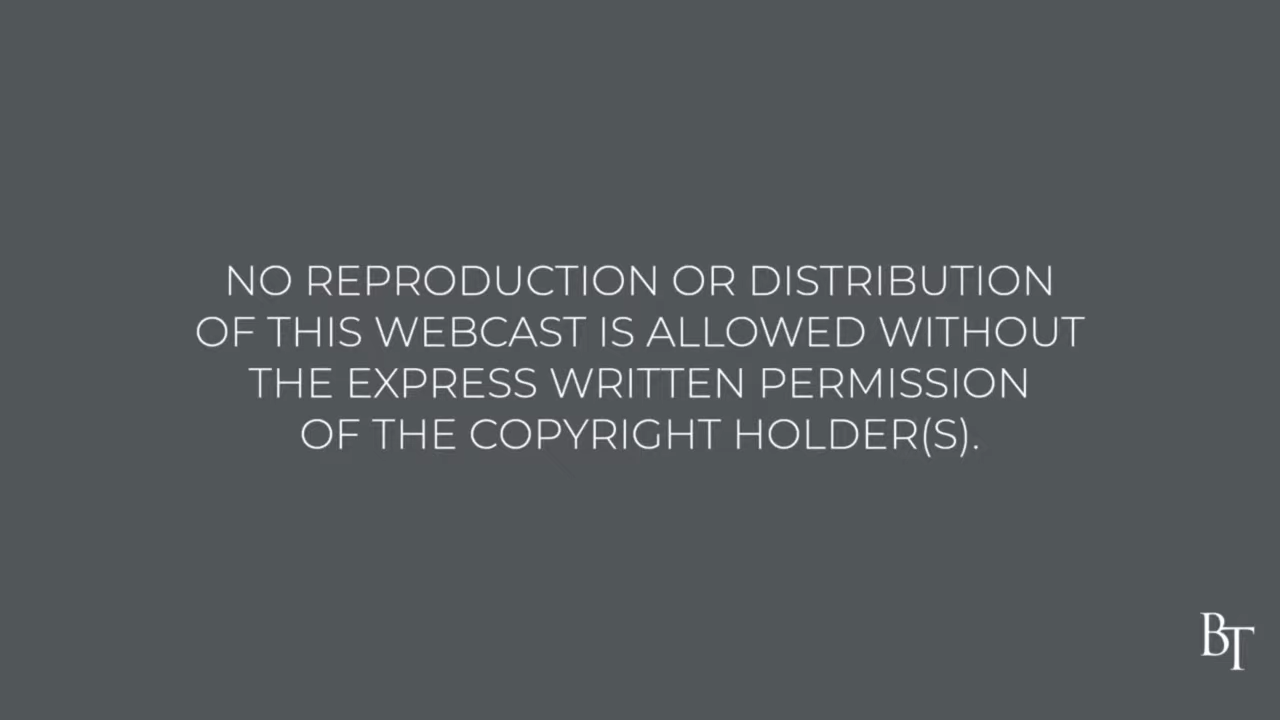 NO REPRODUCTION OR DISTRIBUTION
OF THIS WEBCAST IS ALLOWED WITHOUT
THE EXPRESS WRITTEN PERMISSION
OF THE COPYRIGHT HOLDER(S).
BT